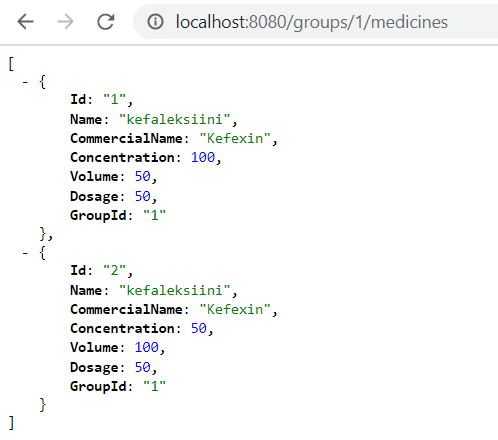 localhost:8080/groups/1/medicines
[
- {
Id: "1",
Name: "kefaleksiini",
CommercialName: "Kefexin",
Concentration: 100,
Volume: 50,
Dosage: 50,
GroupId: "1"
},
- {
Id: "2",
Name: "kefaleksiini",
CommercialName: "Kefexin",
Concentration: 50,
Volume: 100,
Dosage: 50,
GroupId: "1"
}
]